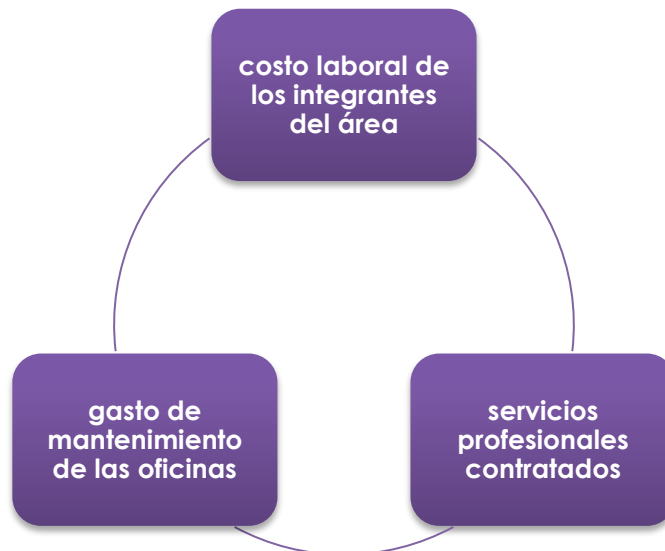 costo laboral de
los integrantes
del área
gasto de
mantenimiento
de las oficinas
servicios
profesionales
contratados